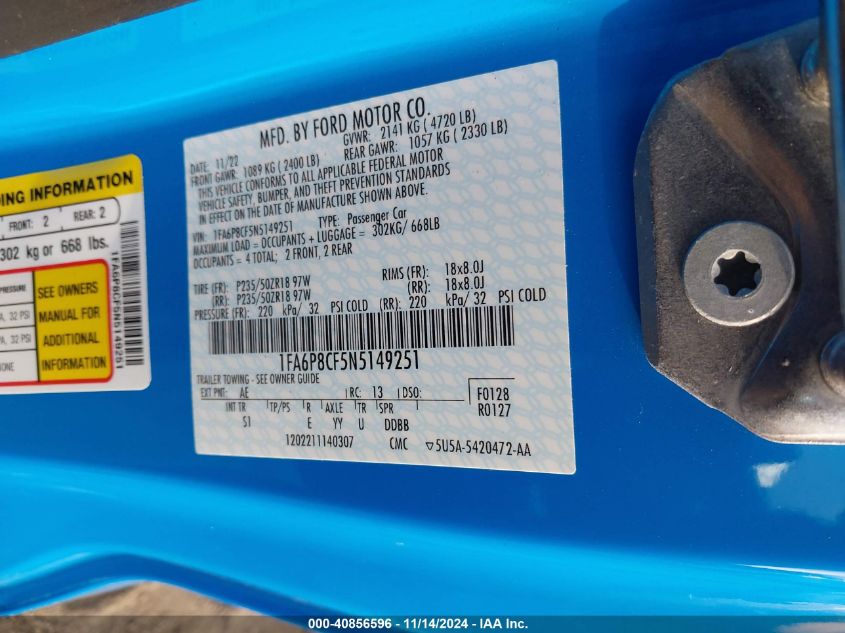 MFD. BY FORD MOTOR CO.
DATE: 11/22 GVWR: 2141 KG ( 4720 LB)
FRONT GAWR: 1089 KG ( 2400 LB) REAR GAWR: 1057 KG ( 2330 LB)
THIS VEHICLE CONFORMS TO ALL APPLICABLE FEDERAL MOTOR
VEHICLE SAFETY, BUMPER, AND THEFT PREVENTION STANDARDS
IN EFFECT ON THE DATE OF MANUFACTURE SHOWN ABOVE.
VIN: 1FA6P8CF5N5149251 TYPE: Passenger Car
MAXIMUM LOAD = OCCUPANTS + LUGGAGE = 302KG/ 668LB
OCCUPANTS = 4 TOTAL; 2 FRONT, 2 REAR
TIRE (FR): P235/50ZR18 97W RIMS (FR): 18x8.0J
(RR): P235/50ZR18 97W (RR): 18x8.0J
PRESSURE (FR): 220 kPa/ 32 PSI COLD (RR): 220 kPa/ 32 PSI COLD
1FA6P8CF5N5149251
TRAILER TOWING - SEE OWNER GUIDE
EXT PNT: AE RC: 13 DSO: F0128
INT TR TP/PS R AXLE TR SPR R0127
S1 E YY U DDBB
1202211140307 CMC ▽5U5A-5420472-AA
ING INFORMATION
FRONT: 2 REAR: 2
302 kg or 668 lbs.
PRESSURE
32 PSI
32 PSI
SEE OWNERS
MANUAL FOR
ADDITIONAL
INFORMATION
1FA6P8CF5N5149251
000-40856596 - 11/14/2024 - IAA Inc.